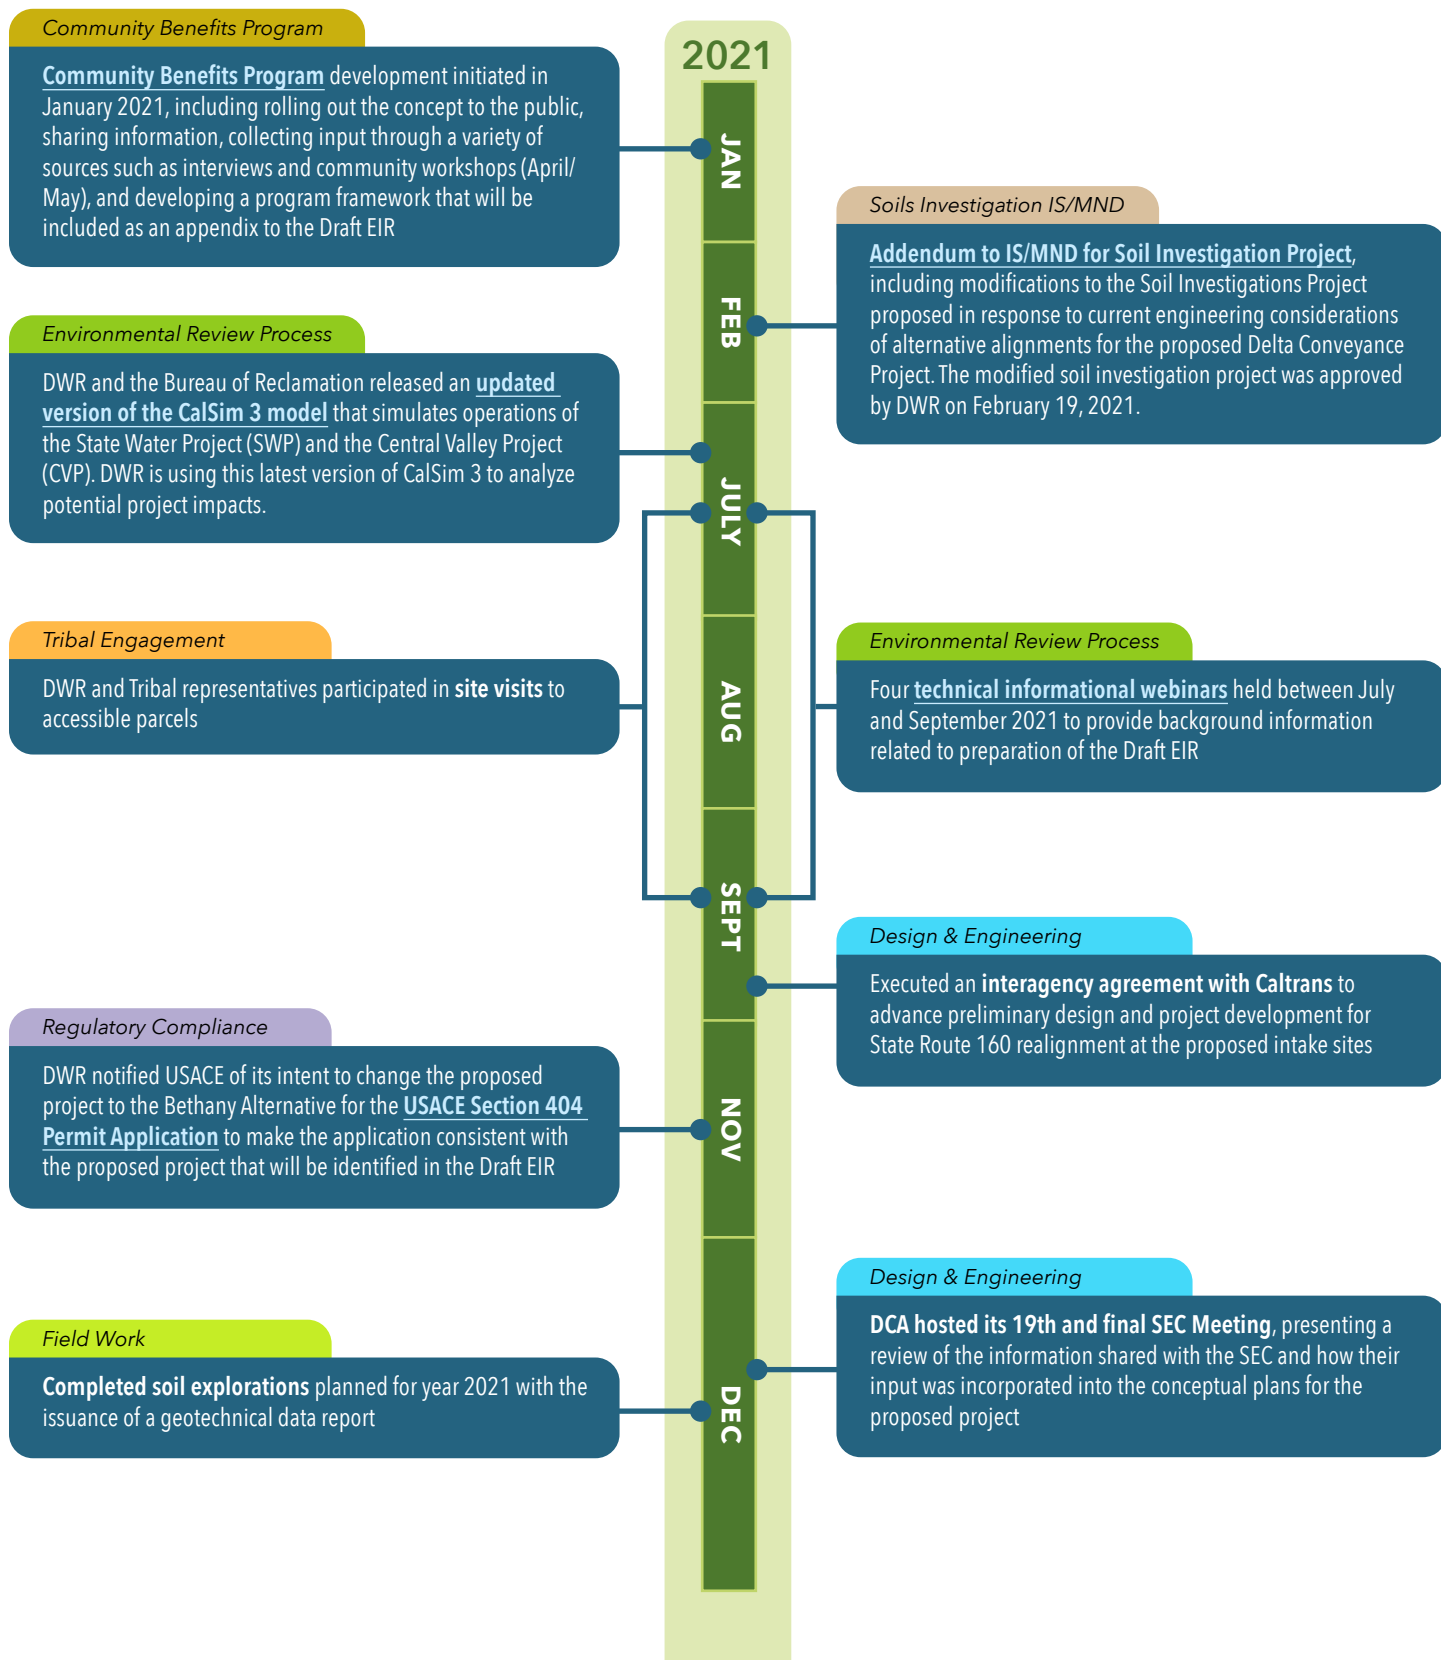 2021
Community Benefits Program
Community Benefits Program development initiated in
January 2021, including rolling out the concept to the public,
sharing information, collecting input through a variety of
sources such as interviews and community workshops (April/
May), and developing a program framework that will be
included as an appendix to the Draft EIR
JAN
Soils Investigation IS/MND
Addendum to IS/MND for Soil Investigation Project,
including modifications to the Soil Investigations Project
proposed in response to current engineering considerations
of alternative alignments for the proposed Delta Conveyance
Project. The modified soil investigation project was approved
by DWR on February 19, 2021.
FEB
Environmental Review Process
DWR and the Bureau of Reclamation released an updated
version of the CalSim 3 model that simulates operations of
the State Water Project (SWP) and the Central Valley Project
(CVP). DWR is using this latest version of CalSim 3 to analyze
potential project impacts.
JULY
Tribal Engagement
DWR and Tribal representatives participated in site visits to
accessible parcels
AUG
Environmental Review Process
Four technical informational webinars held between July
and September 2021 to provide background information
related to preparation of the Draft EIR
SEPT
Design & Engineering
Executed an interagency agreement with Caltrans to
advance preliminary design and project development for
State Route 160 realignment at the proposed intake sites
Regulatory Compliance
DWR notified USACE of its intent to change the proposed
project to the Bethany Alternative for the USACE Section 404
Permit Application to make the application consistent with
the proposed project that will be identified in the Draft EIR
NOV
Design & Engineering
DCA hosted its 19th and final SEC Meeting, presenting a
review of the information shared with the SEC and how their
input was incorporated into the conceptual plans for the
proposed project
Field Work
Completed soil explorations planned for year 2021 with the
issuance of a geotechnical data report
DEC